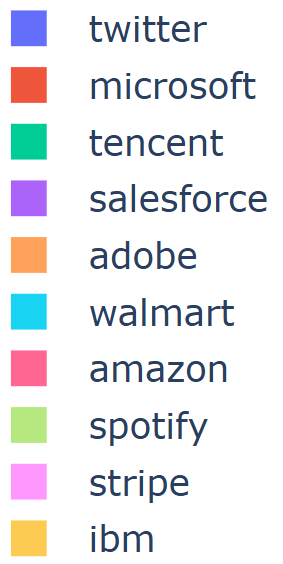 twitter
microsoft
tencent
salesforce
adobe
walmart
amazon
spotify
stripe
ibm